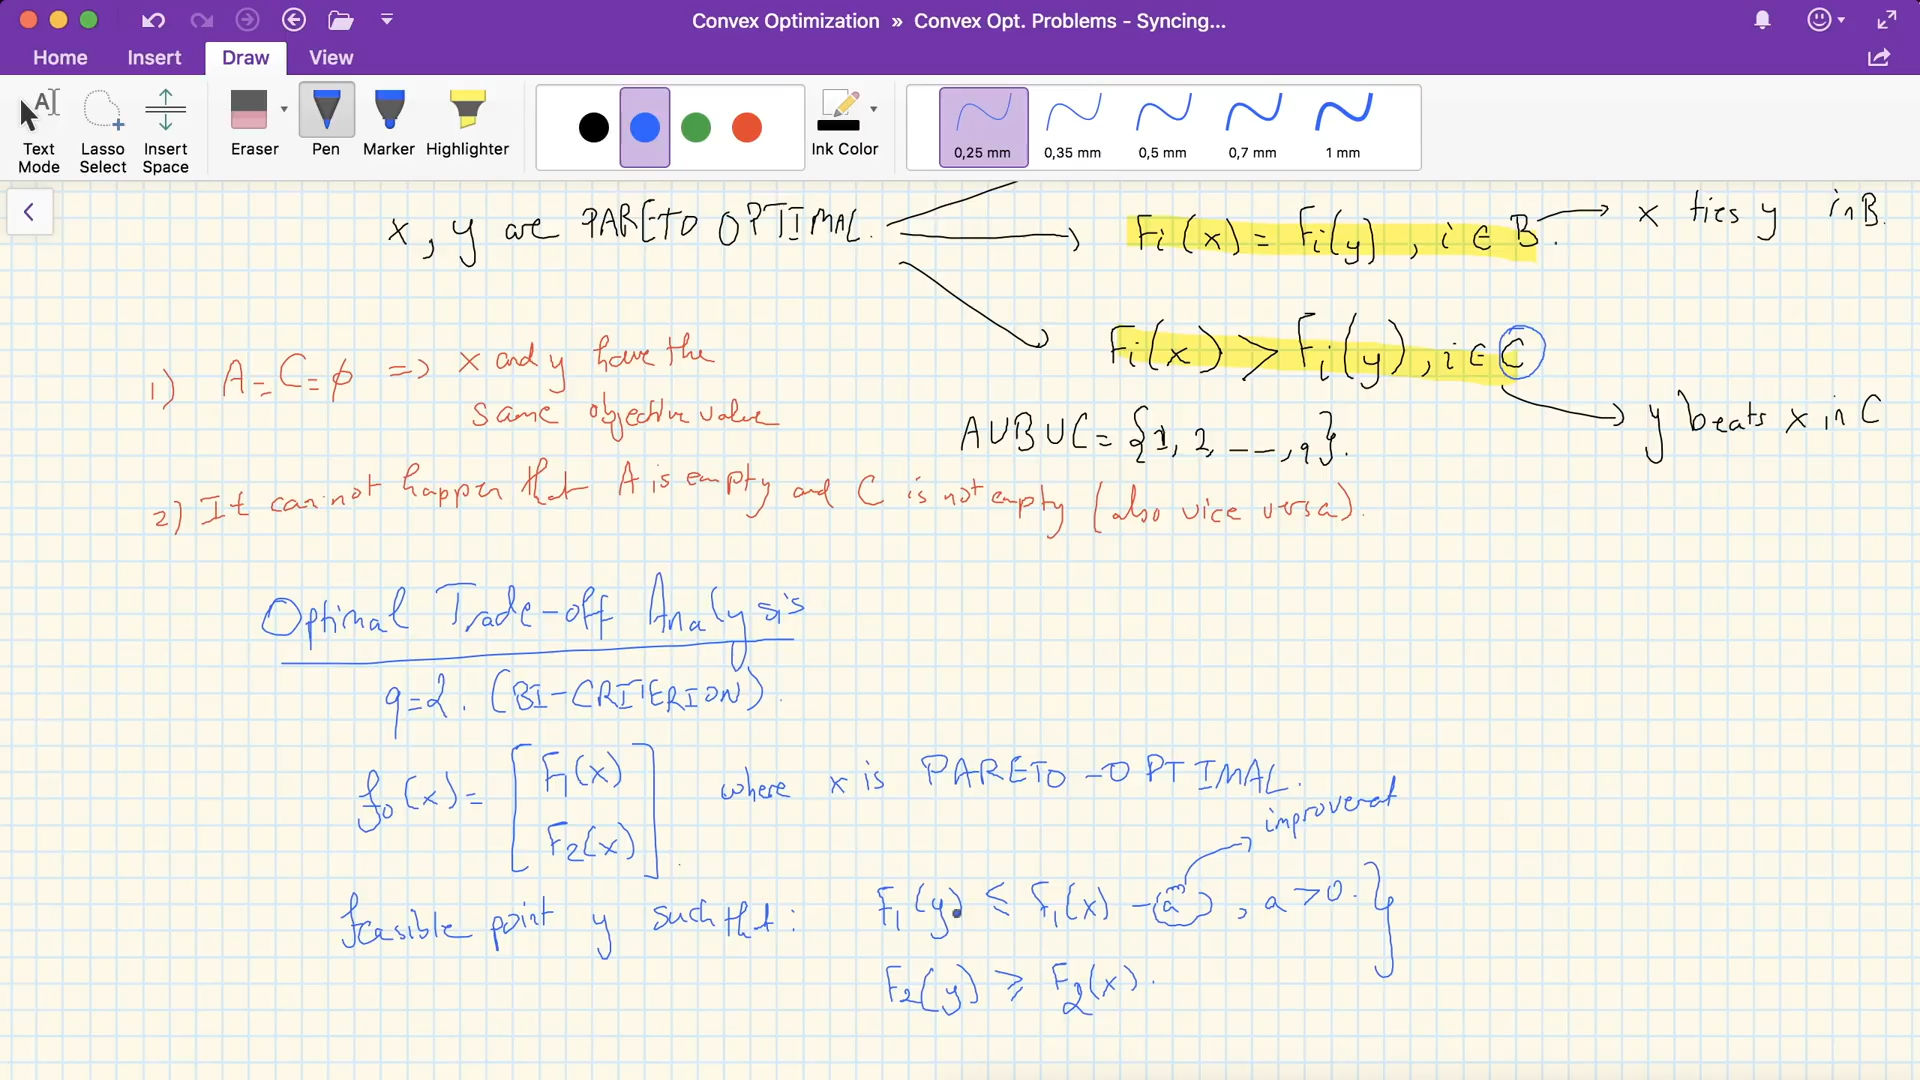 Convex Optimization » Convex Opt. Problems - Syncing...
Home Insert Draw View
Text Mode
Lasso Select
Insert Space
Eraser
Pen
Marker
Highlighter
Ink Color
0,25 mm
0,35 mm
0,5 mm
0,7 mm
1 mm
x, y are PARETO OPTIMAL.
Fi(x) = Fi(y), i ∈ B. → x ties y in B.
Fi(x) > Fi(y), i ∈ C
y beats x in C
1) A = C = ϕ => x and y have the
same objective value
A∪B∪C = {1, 2, _ _ _, q}.
2) It can not happen that A is empty and C is not empty (also vice versa).
Optimal Trade-off Analysis
q=2. (BI-CRITERION).
f₀(x) = [F₁(x)
F₂(x)].
where x is PARETO-OPTIMAL.
feasible point y such tht:
F₁(y) ≤ F₁(x) - a, a > 0. }
F₂(y) ≥ F₂(x).